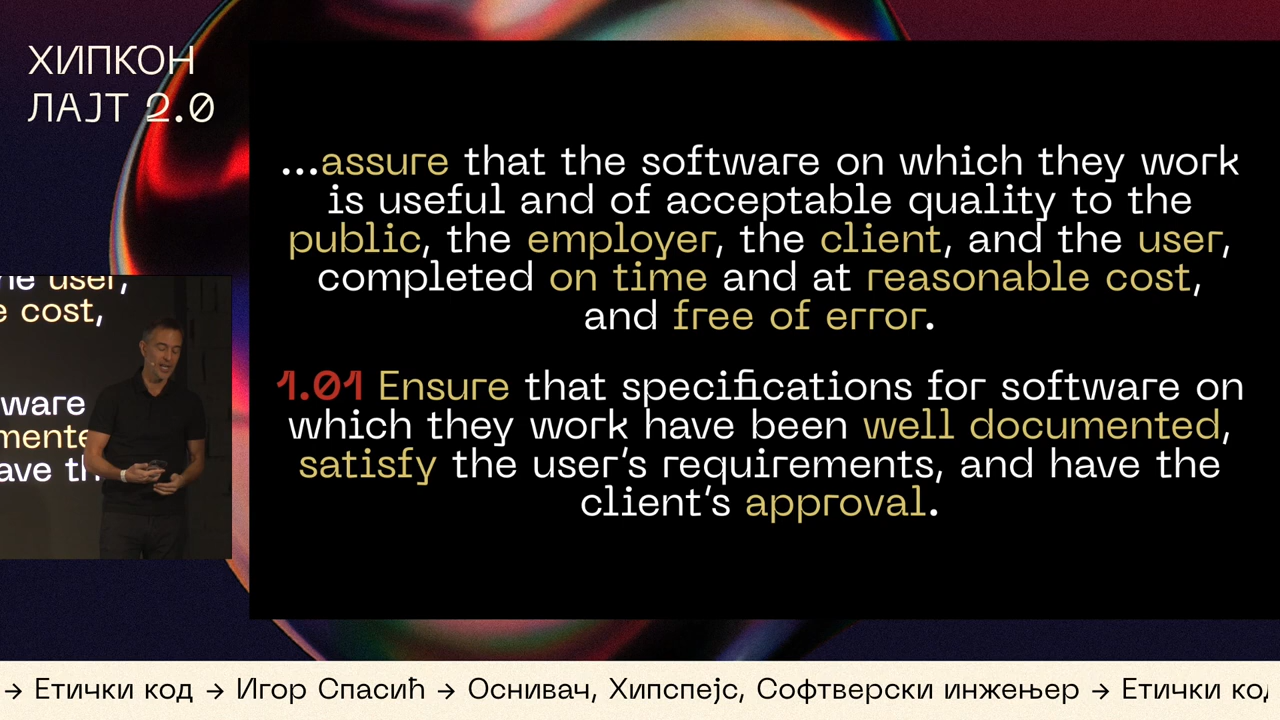 ХИПКОН
ЛАЈТ 2.0
...assure that the software on which they work
is useful and of acceptable quality to the
public, the employer, the client, and the user,
completed on time and at reasonable cost,
and free of error.
1.01 Ensure that specifications for software on
which they work have been well documented,
satisfy the user's requirements, and have the
client's approval.
user,
cost,
→ Етички код → Игор Спасић → Оснивач, Хипспејс, Софтверски инжењер → Етички